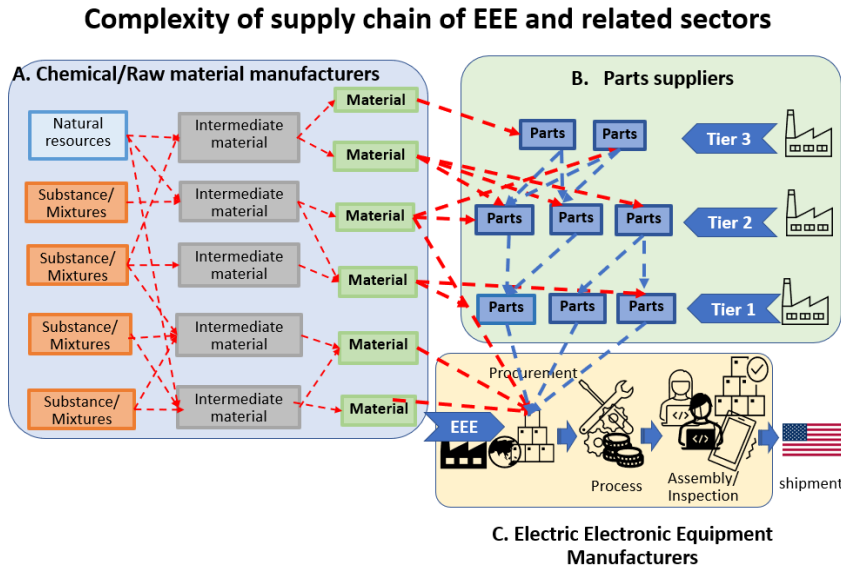 Complexity of supply chain of EEE and related sectors
A. Chemical/Raw material manufacturers
Natural
resources
Substance/
Mixtures
Substance/
Mixtures
Substance/
Mixtures
Substance/
Mixtures
Intermediate
material
Intermediate
material
Intermediate
material
Intermediate
material
Intermediate
material
Material
Material
Material
Material
Material
Material
B. Parts suppliers
Parts
Parts
Tier 3
Parts
Parts
Parts
Tier 2
Parts
Parts
Parts
Tier 1
EEE
Procurement
Process
Assembly/
Inspection
shipment
C. Electric Electronic Equipment
Manufacturers